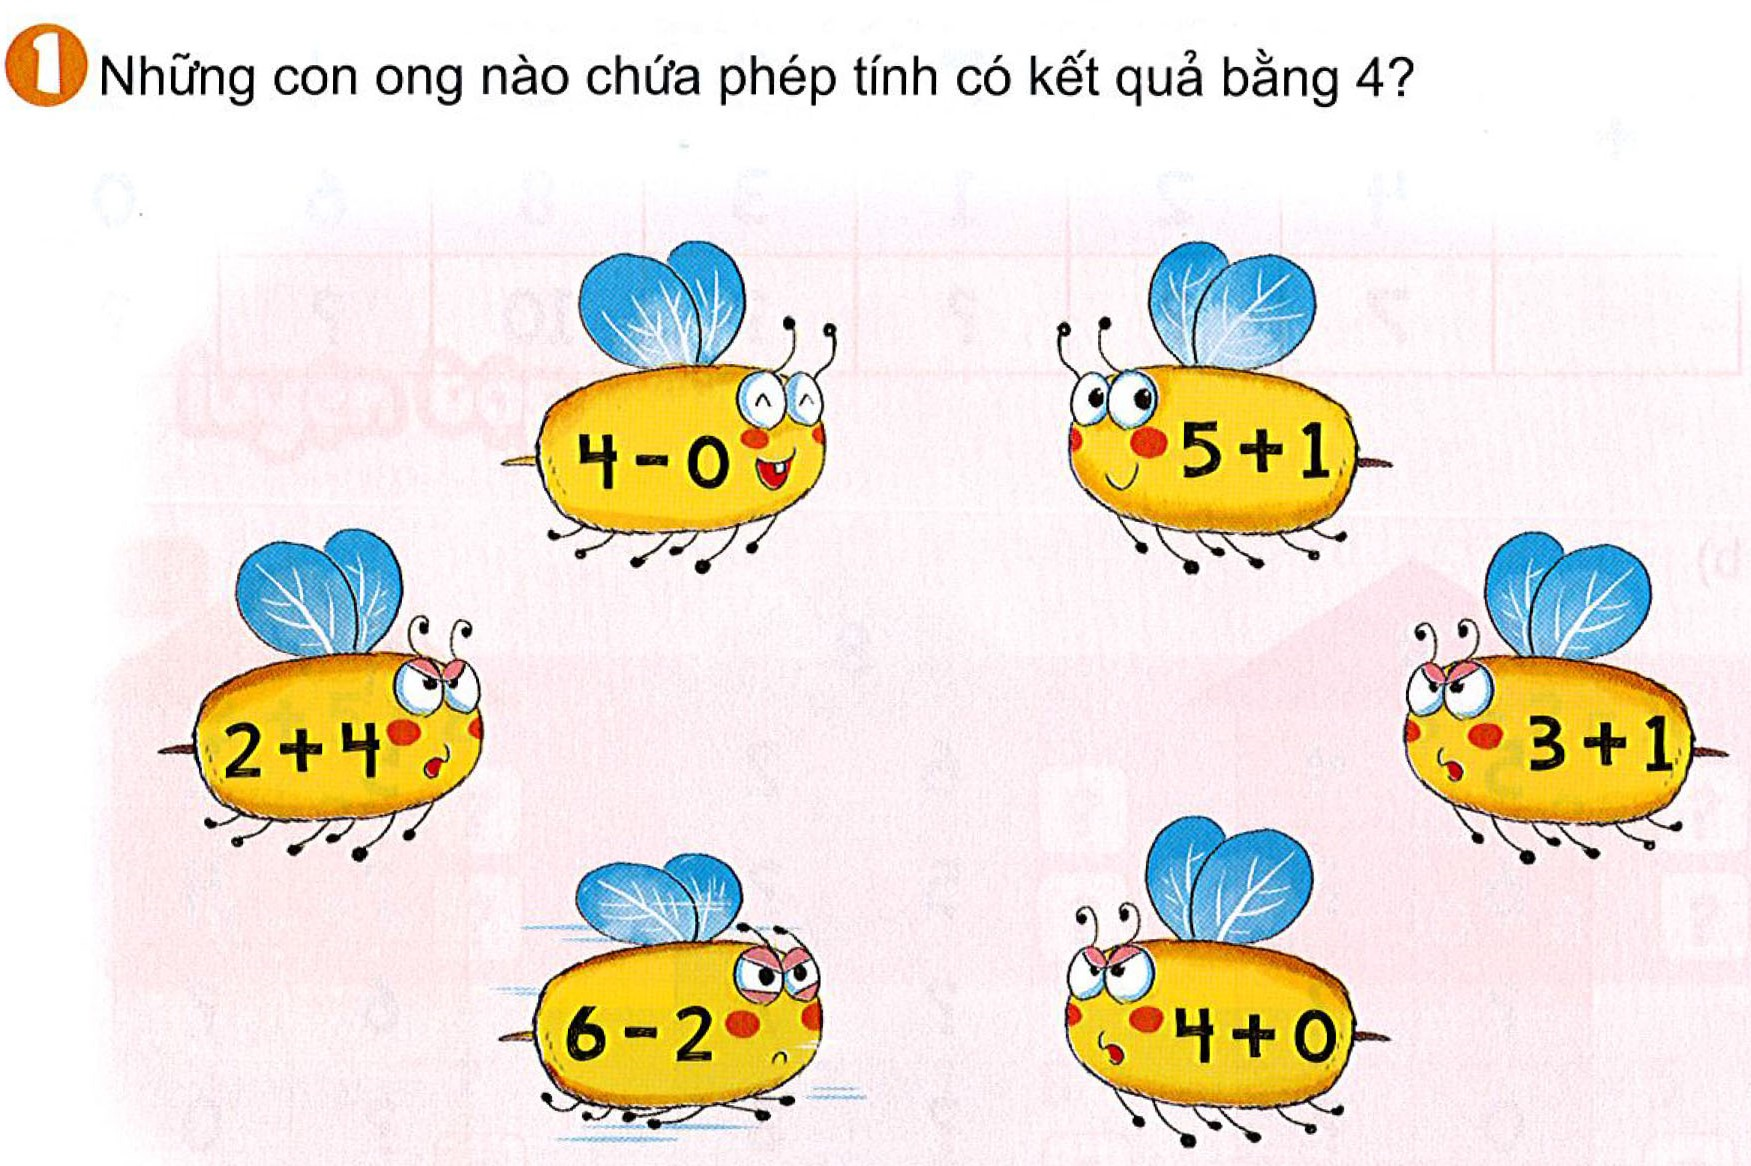 1 Những con ong nào chứa phép tính có kết quả bằng 4?
4 - 0
5 + 1
2 + 4
3 + 1
6 - 2
4 + 0